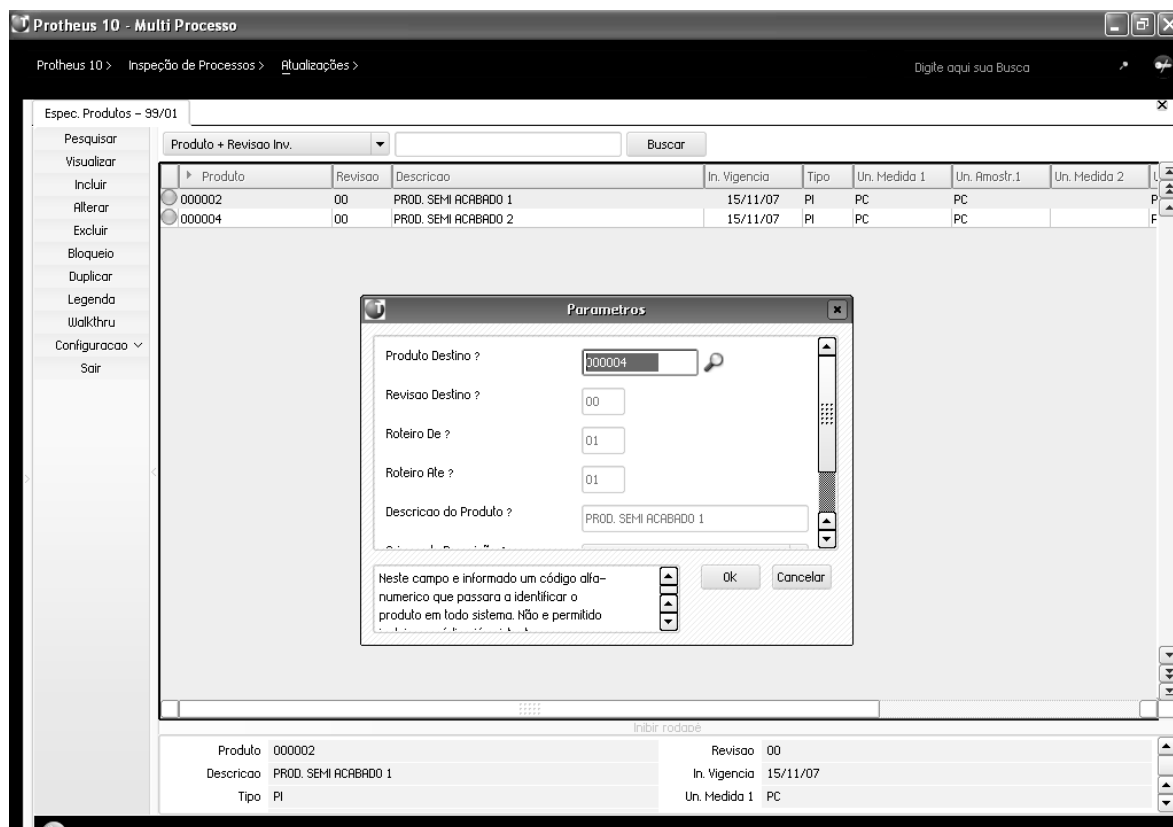 Protheus 10 - Multi Processo
Protheus 10 > Inspeção de Processos > Atualizações >
Digite aqui sua Busca
Espec. Produtos – 99/01
Pesquisar
Visualizar
Incluir
Alterar
Excluir
Bloqueio
Duplicar
Legenda
Walkthru
Configuracao
Sair
Produto + Revisao Inv.
Buscar
Produto Revisao Descricao In. Vigencia Tipo Un. Medida 1 Un. Amostr.1 Un. Medida 2
000002 00 PROD. SEMI ACABADO 1 15/11/07 PI PC PC
000004 00 PROD. SEMI ACABADO 2 15/11/07 PI PC PC
Parametros
Produto Destino ? 000004
Revisao Destino ? 00
Roteiro De ? 01
Roteiro Ate ? 01
Descricao do Produto ? PROD. SEMI ACABADO 1
Neste campo e informado um código alfa-
numerico que passara a identificar o
produto em todo sistema. Não e permitido
Ok
Cancelar
Inibir rodapé
Produto 000002 Revisao 00
Descricao PROD. SEMI ACABADO 1 In. Vigencia 15/11/07
Tipo PI Un. Medida 1 PC